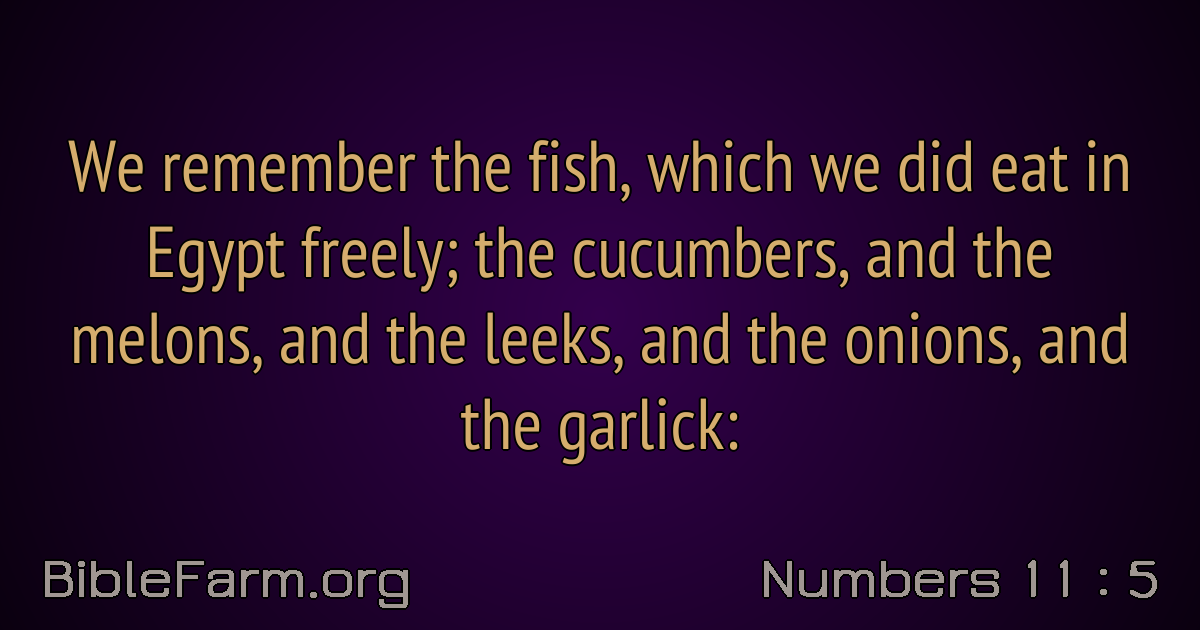 We remember the fish, which we did eat in
Egypt freely; the cucumbers, and the
melons, and the leeks, and the onions, and
the garlick:
BibleFarm.org
Numbers 11 : 5